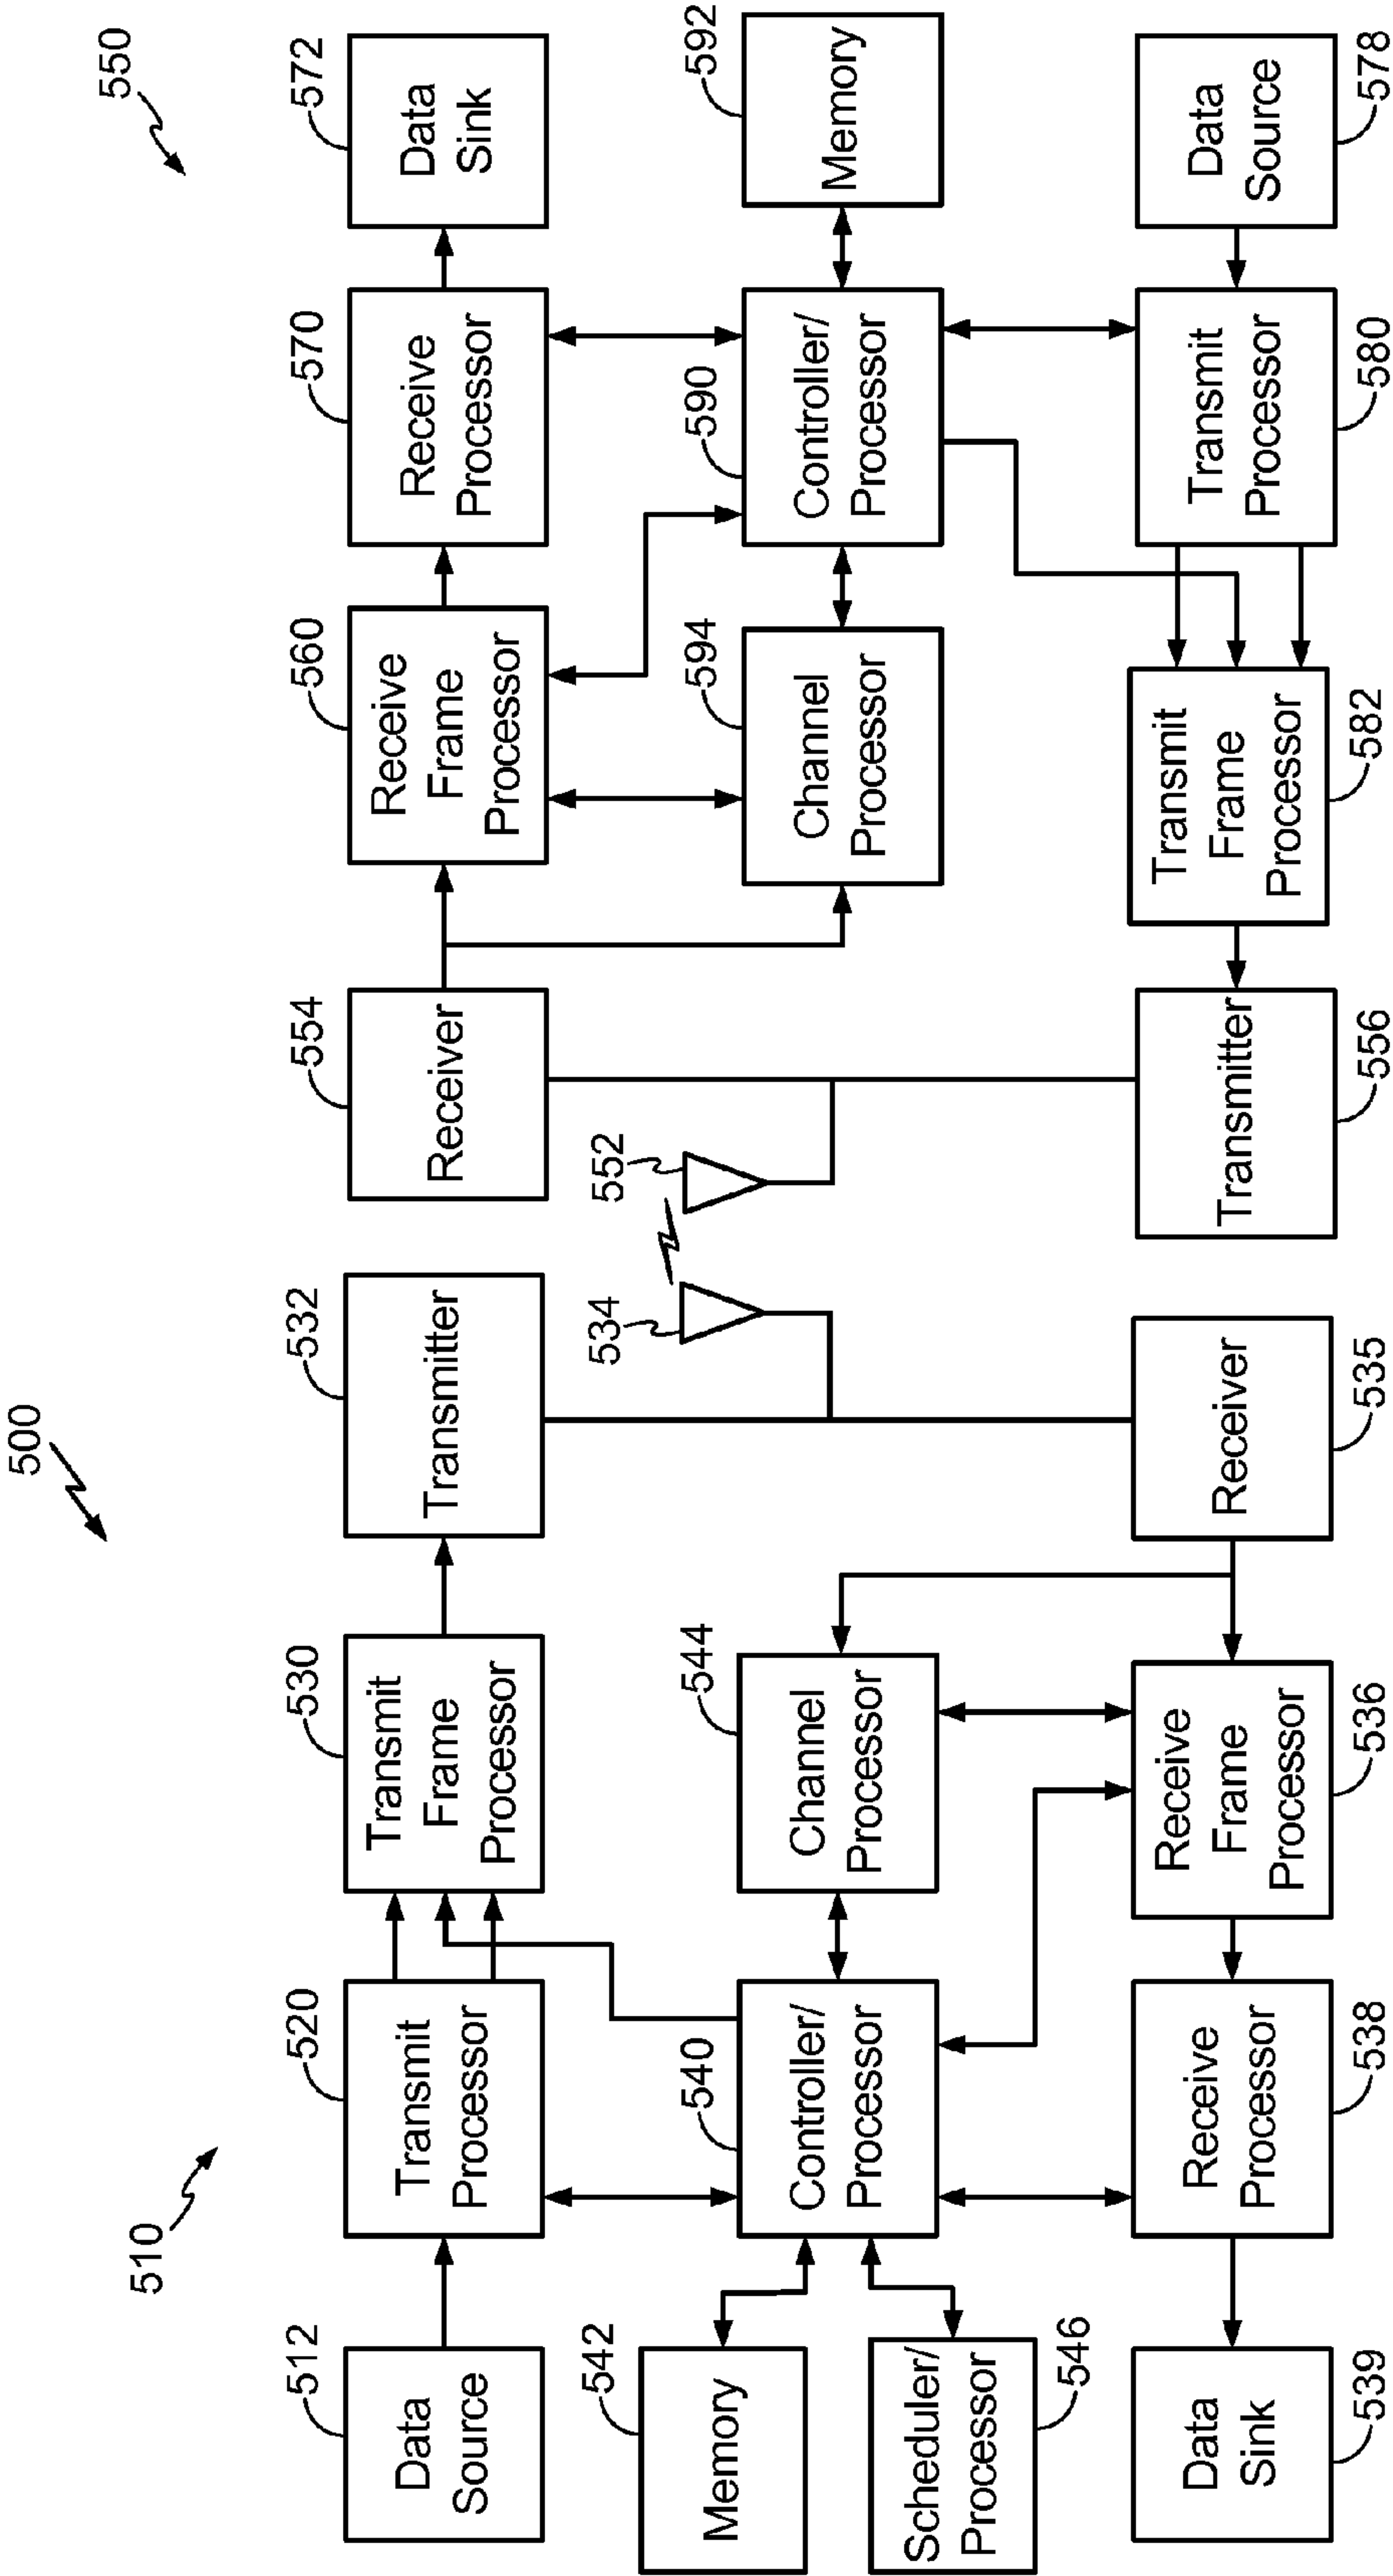 500
510
550
512
Data
Source
520
Transmit
Processor
530
Transmit
Frame
Processor
532
Transmitter
554
Receiver
560
Receive
Frame
Processor
570
Receive
Processor
572
Data
Sink
542
Memory
540
Controller/
Processor
544
Channel
Processor
534
552
594
Channel
Processor
590
Controller/
Processor
592
Memory
Scheduler/
Processor
546
Data
Sink
539
Receive
Processor
538
Receive
Frame
Processor
536
Receiver
535
Transmitter
556
Transmit
Frame
Processor
582
Transmit
Processor
580
Data
Source
578